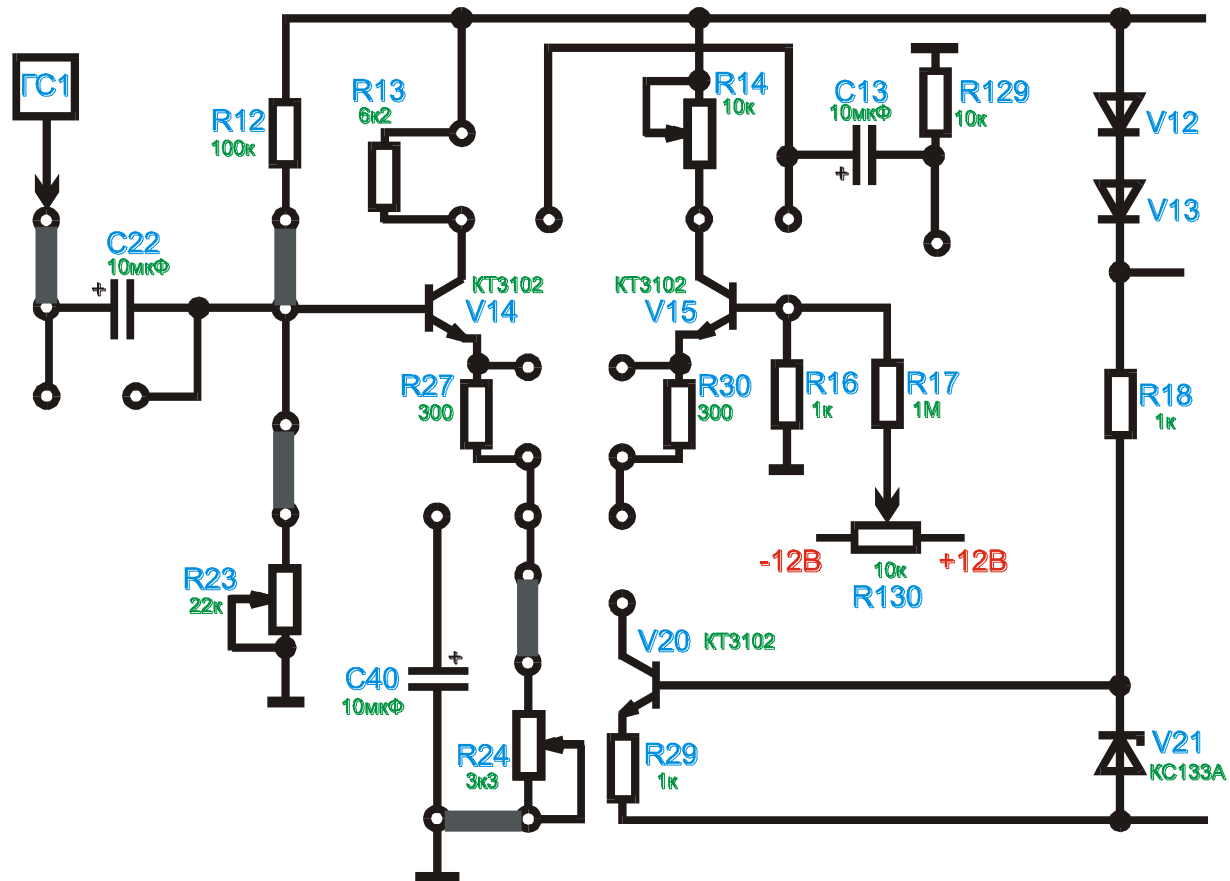 ГС1
R12
100к
R13
6к2
R14
10к
C13
10мкФ
+
R129
10к
V12
V13
C22
10мкФ
+
КТ3102
V14
КТ3102
V15
R27
300
R30
300
R16
1к
R17
1М
R18
1к
-12В
+12В
10к
R130
R23
22к
C40
10мкФ
+
V20 КТ3102
R24
3к3
R29
1к
V21
КС133А